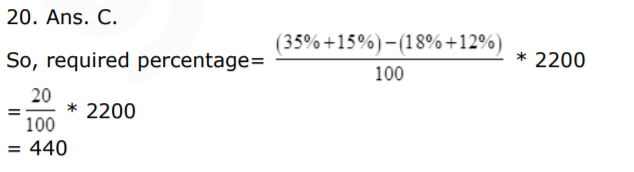 20. Ans. C.
So, required percentage= (35%+15%)−(18%+12%)/100 * 2200
= 20/100 * 2200
= 440